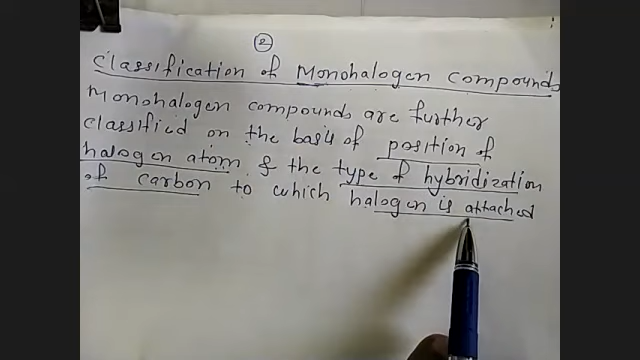 2
Classification of Monohalogen Compounds
Monohalogen compounds are further
classified on the basis of position of
halogen atom & the type of hybridization
of carbon to which halogen is attached